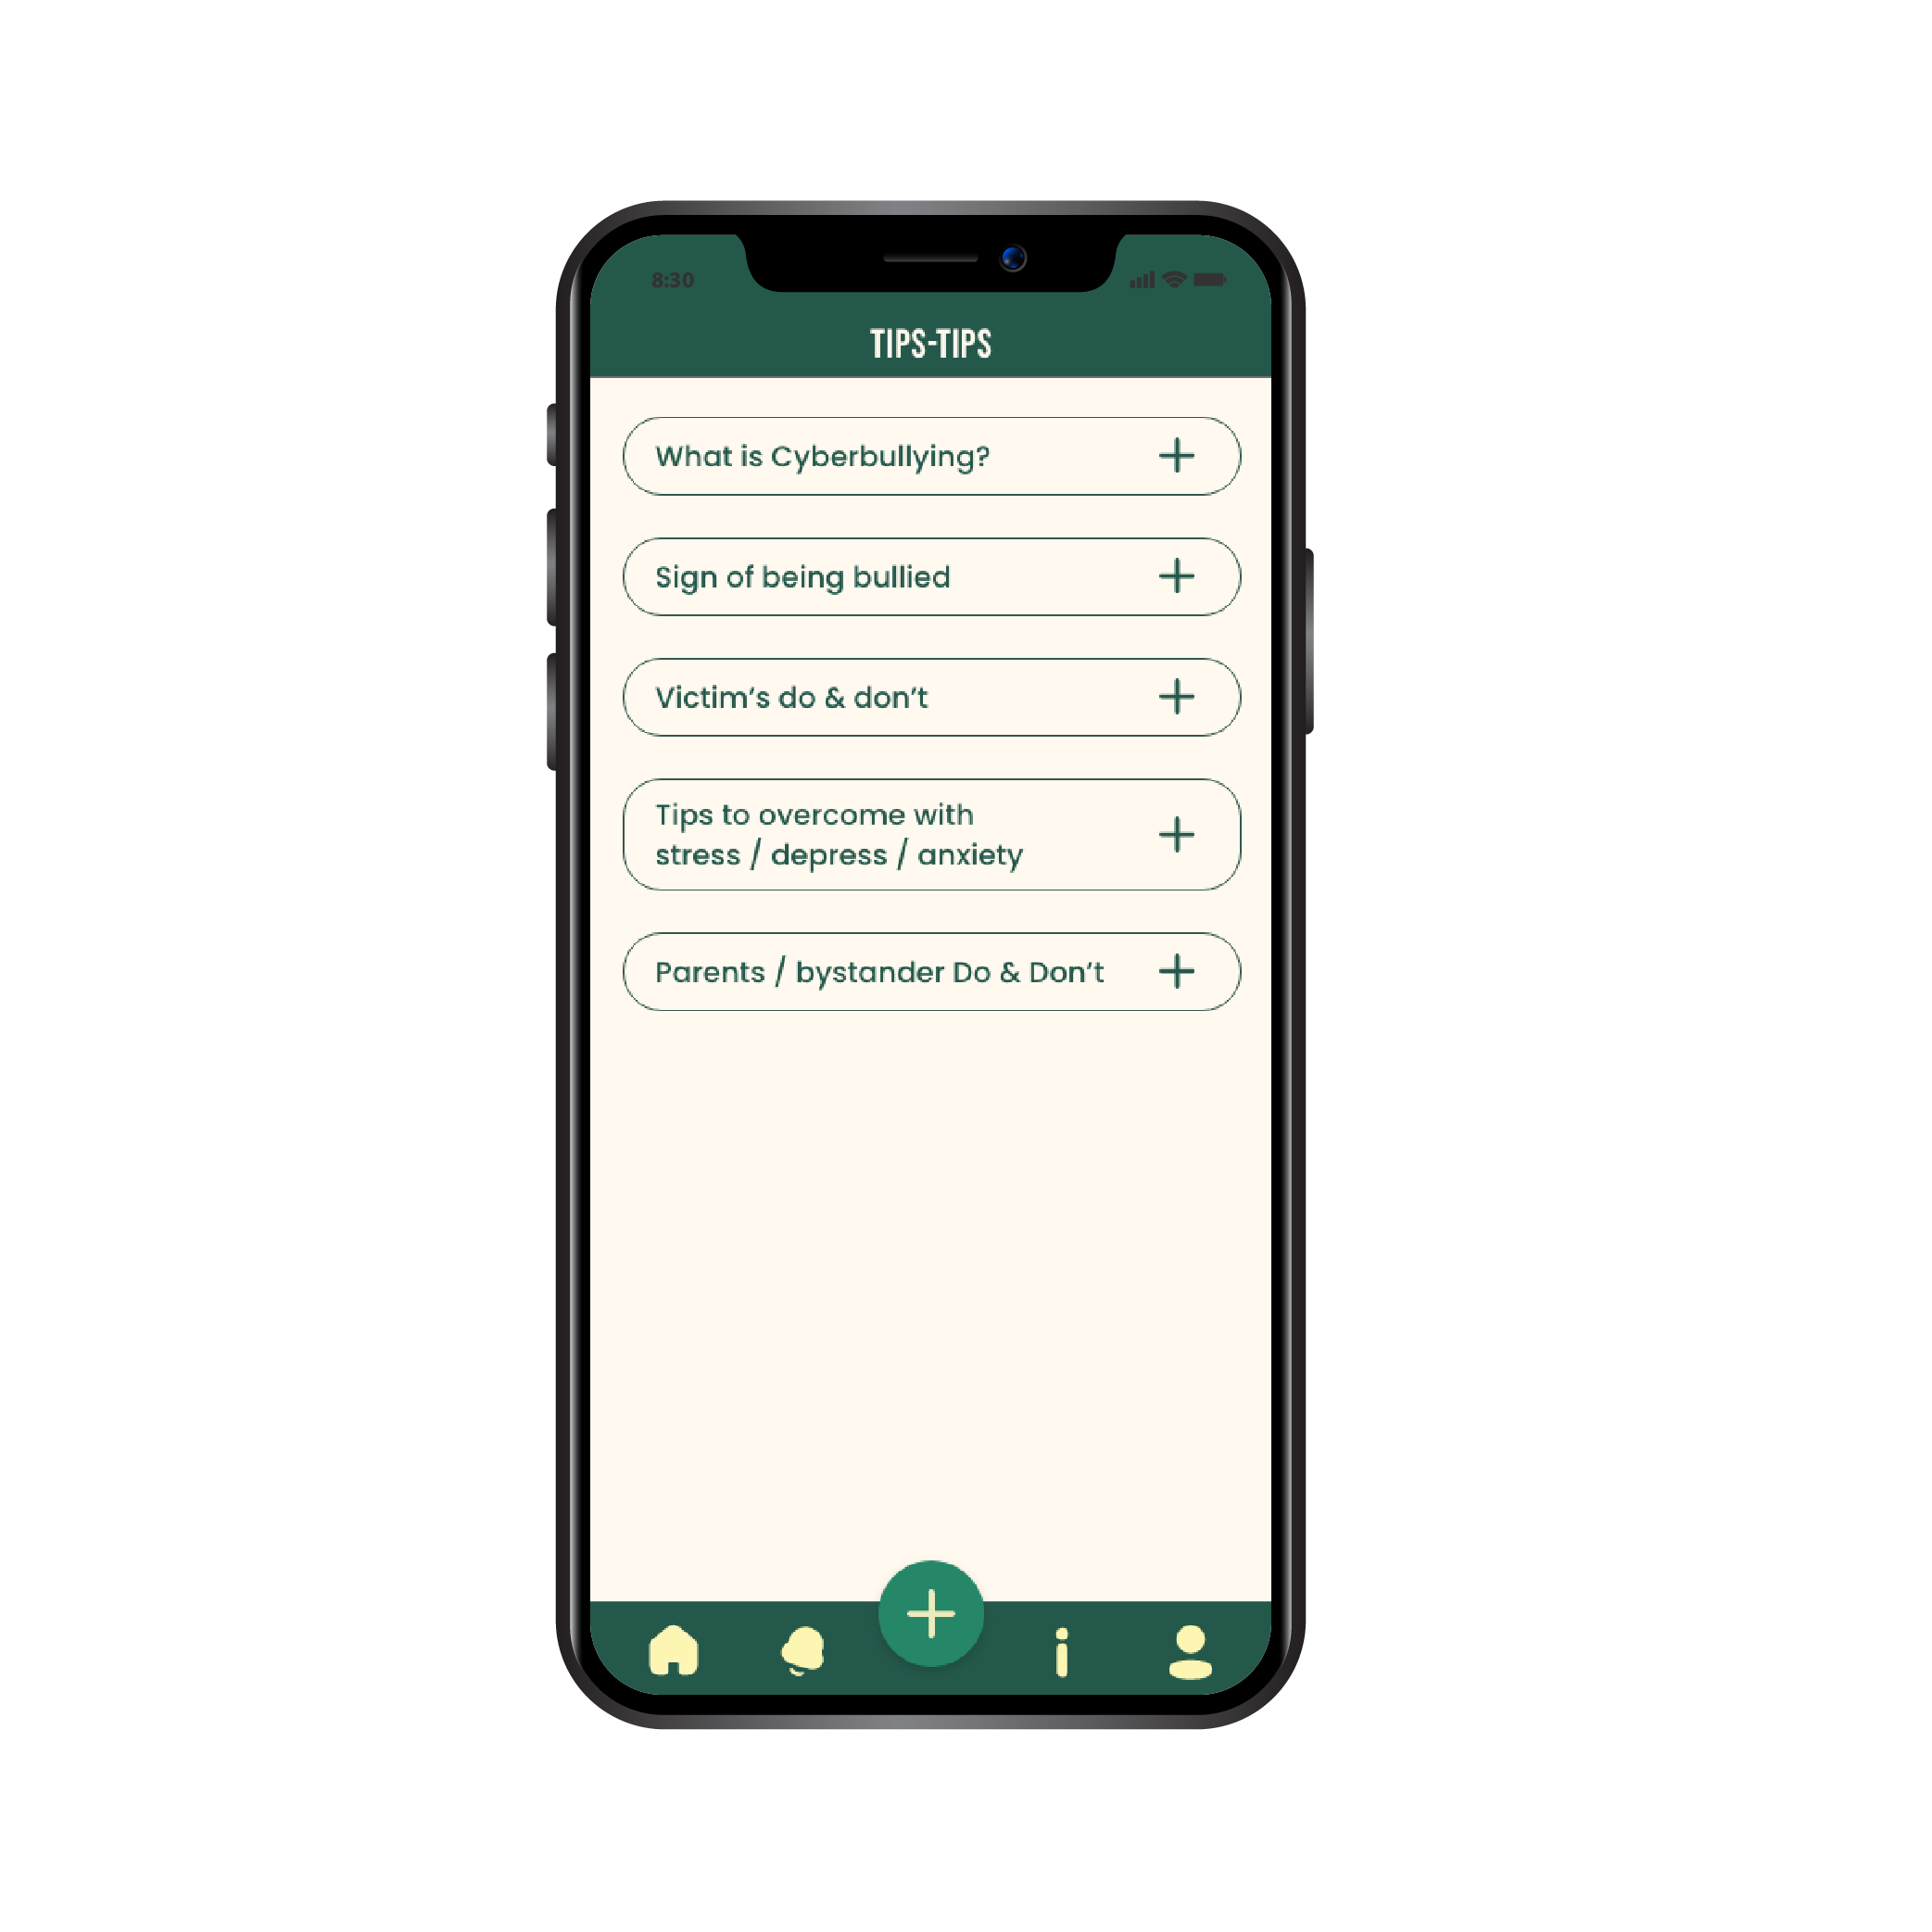 8:30
TIPS-TIPS
What is Cyberbullying?
Sign of being bullied
Victim's do & don't
Tips to overcome with
stress / depress / anxiety
Parents / bystander Do & Don't